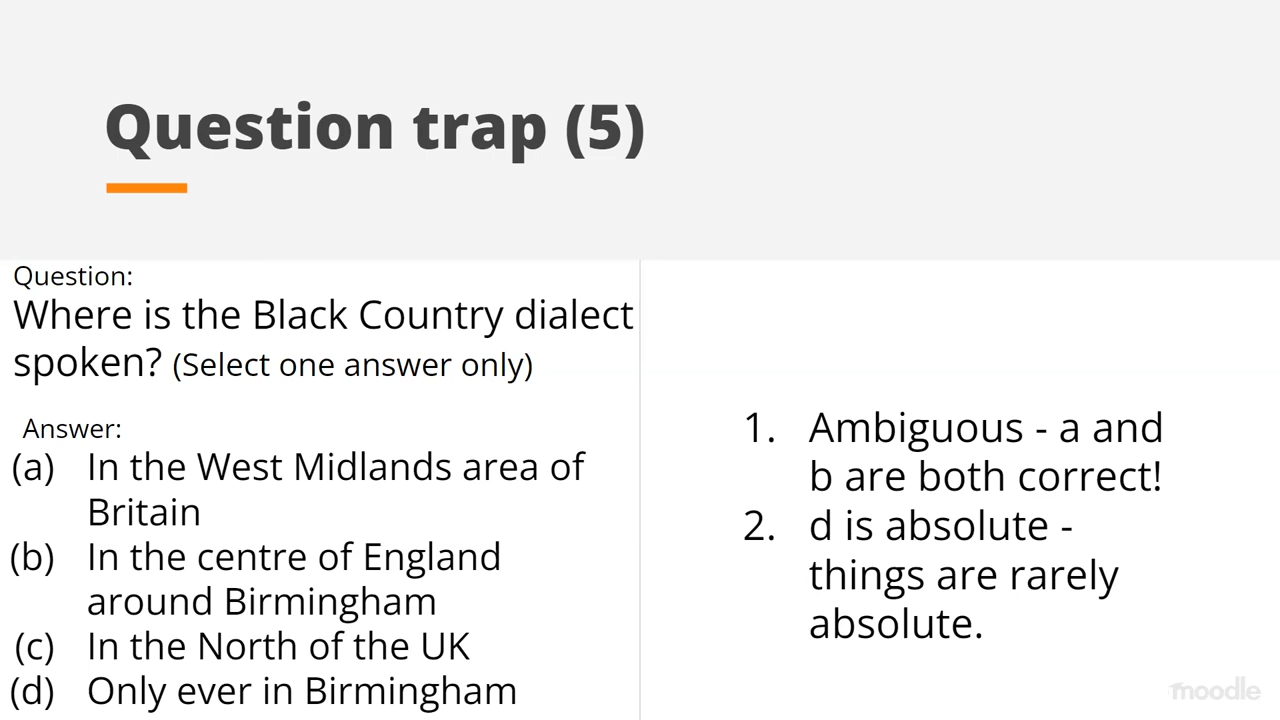 Question trap (5)
Question:
Where is the Black Country dialect
spoken? (Select one answer only)
Answer:
(a) In the West Midlands area of
Britain
(b) In the centre of England
around Birmingham
(c) In the North of the UK
(d) Only ever in Birmingham
1. Ambiguous - a and
b are both correct!
2. d is absolute -
things are rarely
absolute.
moodle